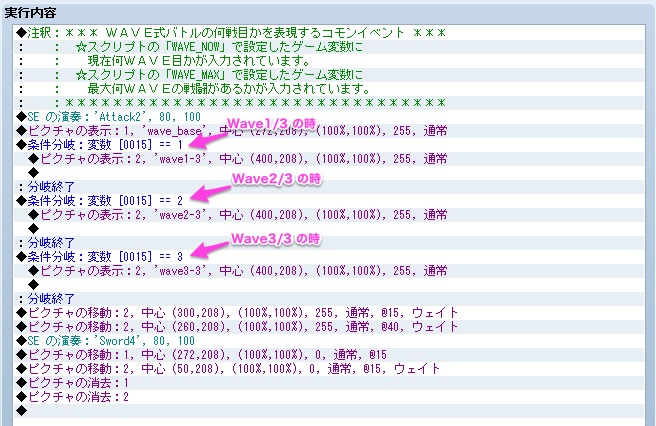 実行内容
◆注釈：＊＊＊ ＷＡＶＥ式バトルの何戦目かを表現するコモンイベント ＊＊＊
：　：　☆スクリプトの「WAVE_NOW」で設定したゲーム変数に
：　：　　現在何ＷＡＶＥ目かが入力されています。
：　：　☆スクリプトの「WAVE_MAX」で設定したゲーム変数に
：　：　　最大何ＷＡＶＥの戦闘があるかが入力されています。
：　：＊＊＊＊＊＊＊＊＊＊＊＊＊＊＊＊＊＊＊＊＊＊＊＊＊＊＊＊＊
◆SE の演奏：'Attack2', 80, 100
Wave1/3 の時
◆ピクチャの表示：1, 'wave_base', 中心 (272,208), (100%,100%), 255, 通常
◆条件分岐：変数 [0015] == 1
◆ピクチャの表示：2, 'wave1-3', 中心 (400,208), (100%,100%), 255, 通常
◆
：分岐終了
Wave2/3 の時
◆条件分岐：変数 [0015] == 2
◆ピクチャの表示：2, 'wave2-3', 中心 (400,208), (100%,100%), 255, 通常
◆
：分岐終了
Wave3/3 の時
◆条件分岐：変数 [0015] == 3
◆ピクチャの表示：2, 'wave3-3', 中心 (400,208), (100%,100%), 255, 通常
◆
：分岐終了
◆ピクチャの移動：2, 中心 (300,208), (100%,100%), 255, 通常, @15, ウェイト
◆ピクチャの移動：2, 中心 (260,208), (100%,100%), 255, 通常, @40, ウェイト
◆SE の演奏：'Sword4', 80, 100
◆ピクチャの移動：1, 中心 (272,208), (100%,100%), 0, 通常, @15
◆ピクチャの移動：2, 中心 (50,208), (100%,100%), 0, 通常, @15, ウェイト
◆ピクチャの消去：1
◆ピクチャの消去：2
◆